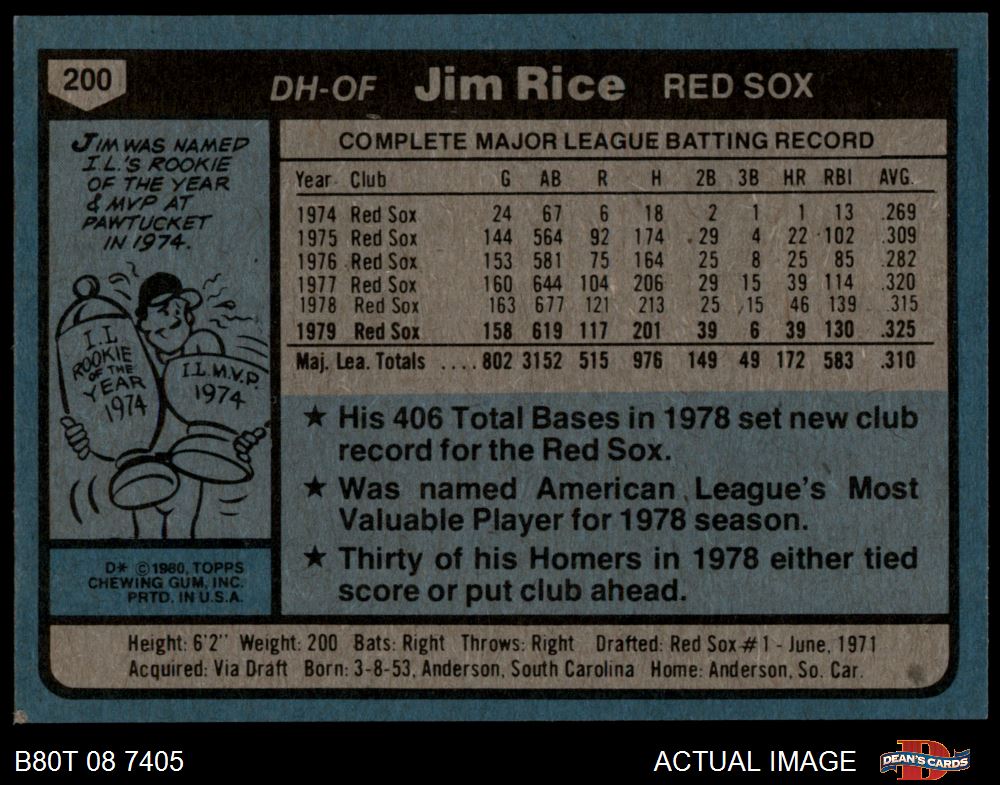 200
DH-OF Jim Rice RED SOX
JIM WAS NAMED
I.L.'S ROOKIE
OF THE YEAR
& MVP AT
PAWTUCKET
IN 1974.
I.L
ROOKIE
OF THE
YEAR
1974
I.L M.V.P.
1974
D* ©1980, TOPPS
CHEWING GUM, INC.
PRTD. IN U.S.A.
COMPLETE MAJOR LEAGUE BATTING RECORD
Year Club G AB R H 2B 3B HR RBI AVG.
1974 Red Sox 24 67 6 18 2 1 1 13 .269
1975 Red Sox 144 564 92 174 29 4 22 102 .309
1976 Red Sox 153 581 75 164 25 8 25 85 .282
1977 Red Sox 160 644 104 206 29 15 39 114 .320
1978 Red Sox 163 677 121 213 25 15 46 139 .315
1979 Red Sox 158 619 117 201 39 6 39 130 .325
Maj. Lea. Totals .... 802 3152 515 976 149 49 172 583 .310
★ His 406 Total Bases in 1978 set new club
record for the Red Sox.
★ Was named American League's Most
Valuable Player for 1978 season.
★ Thirty of his Homers in 1978 either tied
score or put club ahead.
Height: 6'2" Weight: 200 Bats: Right Throws: Right Drafted: Red Sox #1 - June, 1971
Acquired: Via Draft Born: 3-8-53, Anderson, South Carolina Home: Anderson, So. Car.
B80T 08 7405
ACTUAL IMAGE
D
DEAN'S CARDS